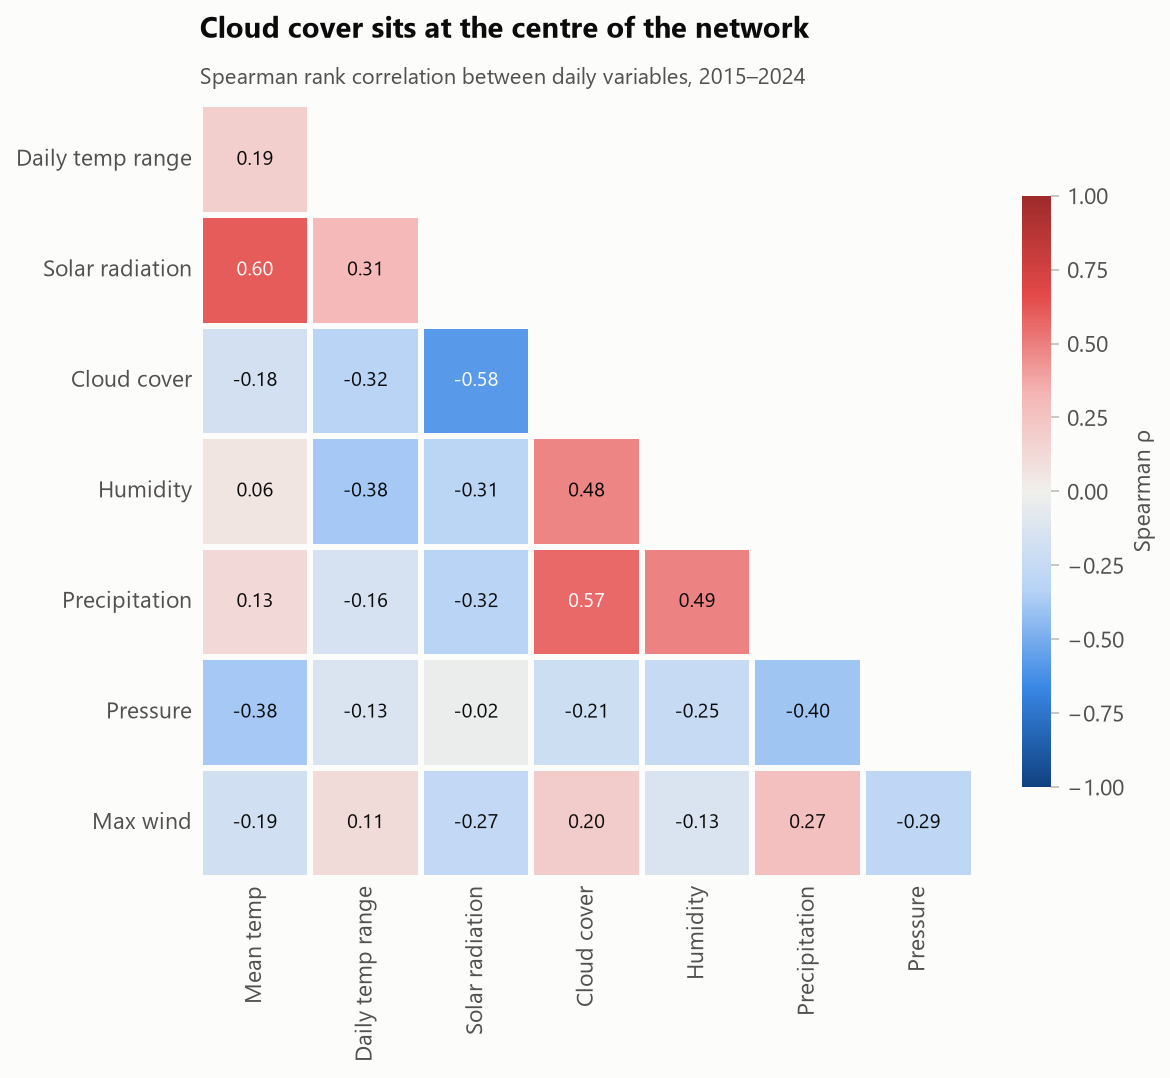 Cloud cover sits at the centre of the network
Spearman rank correlation between daily variables, 2015–2024
Daily temp range 0.19
Solar radiation 0.60 0.31
Cloud cover -0.18 -0.32 -0.58
Humidity 0.06 -0.38 -0.31 0.48
Precipitation 0.13 -0.16 -0.32 0.57 0.49
Pressure -0.38 -0.13 -0.02 -0.21 -0.25 -0.40
Max wind -0.19 0.11 -0.27 0.20 -0.13 0.27 -0.29
Mean temp
Daily temp range
Solar radiation
Cloud cover
Humidity
Precipitation
Pressure
1.00
0.75
0.50
0.25
0.00
−0.25
−0.50
−0.75
−1.00
Spearman ρ